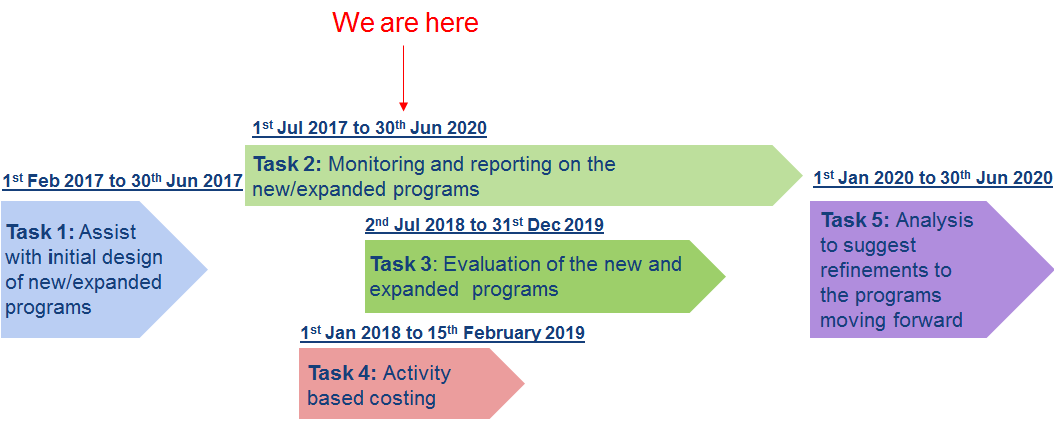 We are here
1st Jul 2017 to 30th Jun 2020
Task 2: Monitoring and reporting on the
new/expanded programs
1st Feb 2017 to 30th Jun 2017
Task 1: Assist
with initial design
of new/expanded
programs
2nd Jul 2018 to 31st Dec 2019
Task 3: Evaluation of the new and
expanded programs
1st Jan 2018 to 15th February 2019
Task 4: Activity
based costing
1st Jan 2020 to 30th Jun 2020
Task 5: Analysis
to suggest
refinements to
the programs
moving forward